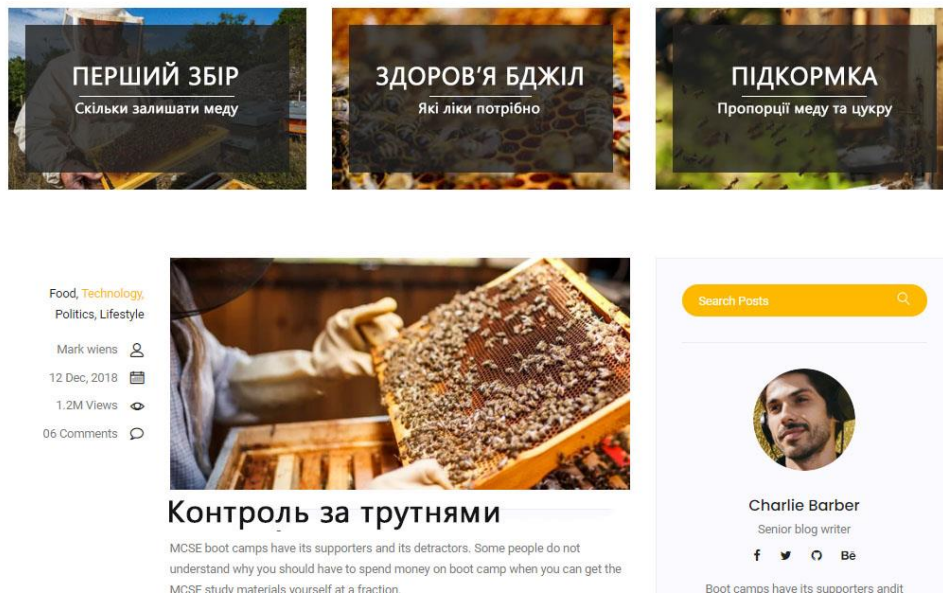 ПЕРШИЙ ЗБІР
Скільки залишати меду
ЗДОРОВ'Я БДЖІЛ
Які ліки потрібно
ПІДКОРМКА
Пропорції меду та цукру
Food, Technology,
Politics, Lifestyle
Mark wiens
12 Dec, 2018
1.2M Views
06 Comments
Контроль за трутнями
MCSE boot camps have its supporters and its detractors. Some people do not
understand why you should have to spend money on boot camp when you can get the
MCSE study materials yourself at a fraction.
Search Posts
Charlie Barber
Senior blog writer
f
Bē
Boot camps have its supporters andit